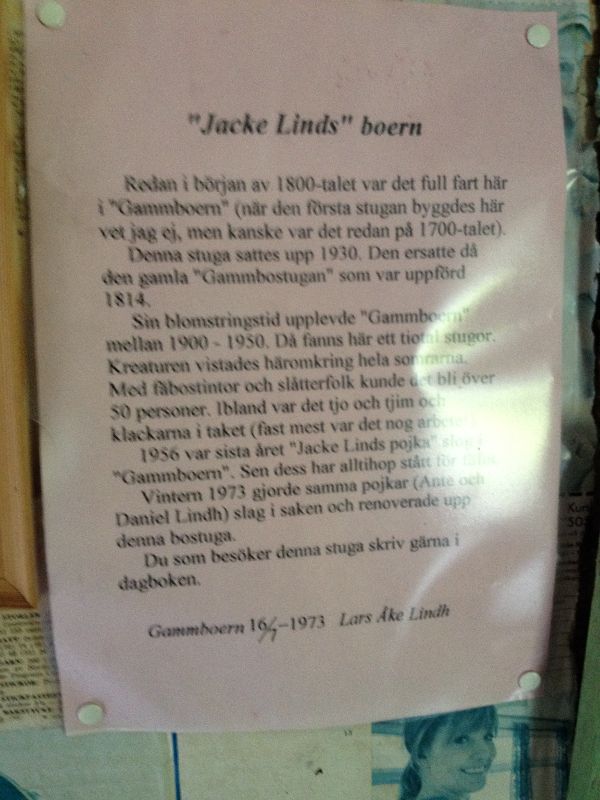 "Jacke Linds" boern
Redan i början av 1800-talet var det full fart här
i "Gammboern" (när den första stugan byggdes här
vet jag ej, men kanske var det redan på 1700-talet).
Denna stuga sattes upp 1930. Den ersatte då
den gamla "Gammbostugan" som var uppförd
1814.
Sin blomstringstid upplevde "Gammboern"
mellan 1900 - 1950. Då fanns här ett tiotal stugor.
Kreaturen vistades häromkring hela somrarna.
Med fäbostintor och slåtterfolk kunde det bli över
50 personer. Ibland var det tjo och tjim och
klackarna i taket (fast mest var det nog
1956 var sista året "Jacke Linds pojka" slog i
"Gammboern". Sen dess har alltihop stått för
Vintern 1973 gjorde samma pojkar (Ante och
Daniel Lindh) slag i saken och renoverade upp
denna bostuga.
Du som besöker denna stuga skriv gärna i
dagboken.
Gammboern 16/7-1973 Lars Åke Lindh